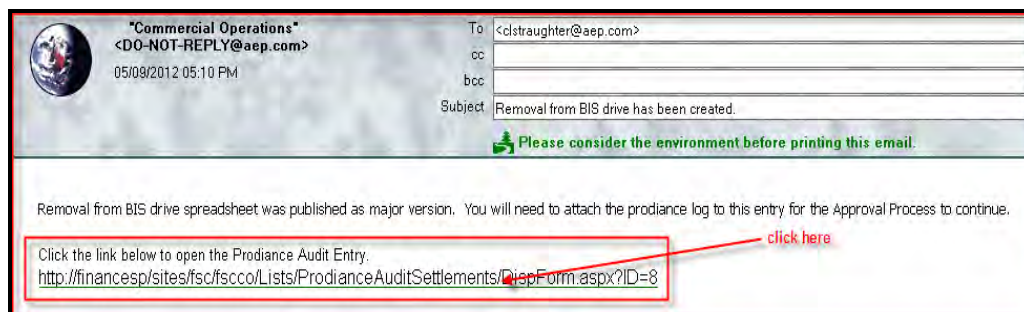 "Commercial Operations"
<DO-NOT-REPLY@aep.com>
05/09/2012 05:10 PM
To <clstraughter@aep.com>
cc
bcc
Subject Removal from BIS drive has been created.
Please consider the environment before printing this email.
Removal from BIS drive spreadsheet was published as major version. You will need to attach the prodiance log to this entry for the Approval Process to continue.
click here
Click the link below to open the Prodiance Audit Entry.
http://financesp/sites/fsc/fscco/Lists/ProdianceAuditSettlements/DispForm.aspx?ID=8